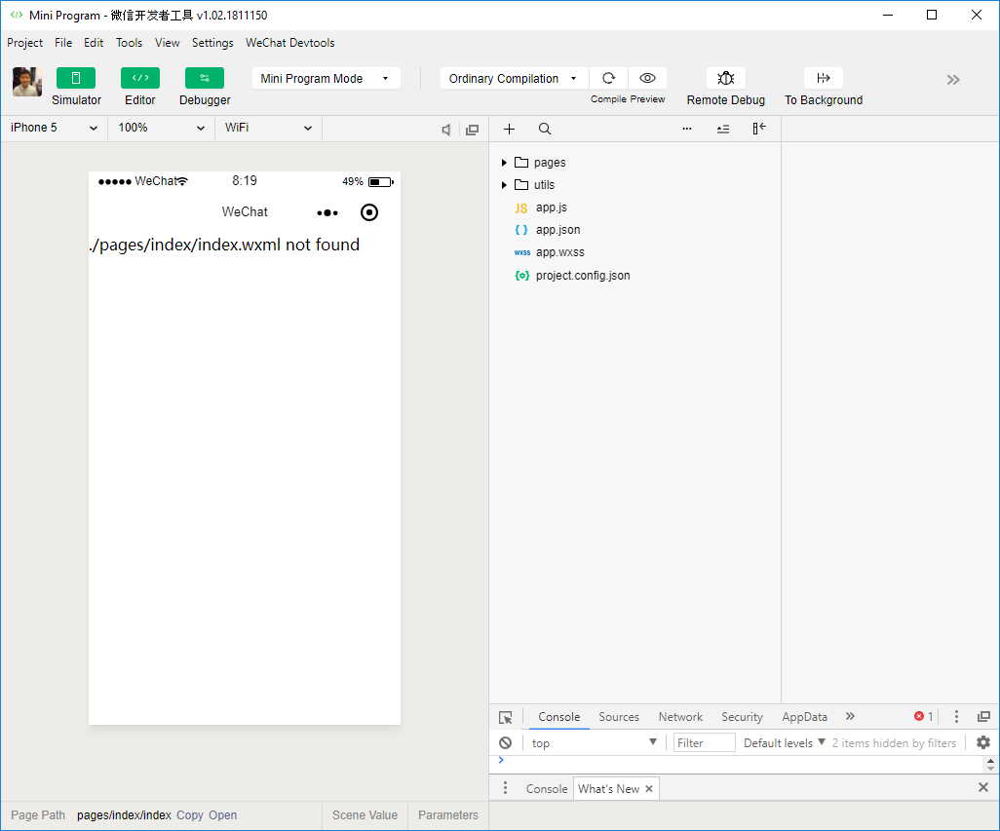 Mini Program - 微信开发者工具 v1.02.1811150
Project File Edit Tools View Settings WeChat Devtools
Mini Program Mode Ordinary Compilation
Simulator Editor Debugger Compile Preview Remote Debug To Background
iPhone 5 100% WiFi
pages
utils
JS app.js
{ } app.json
wxss app.wxss
{o} project.config.json
WeChat 8:19 49%
WeChat
./pages/index/index.wxml not found
Console Sources Network Security AppData 1
top Filter Default levels 2 items hidden by filters
Console What's New
Page Path pages/index/index Copy Open Scene Value Parameters